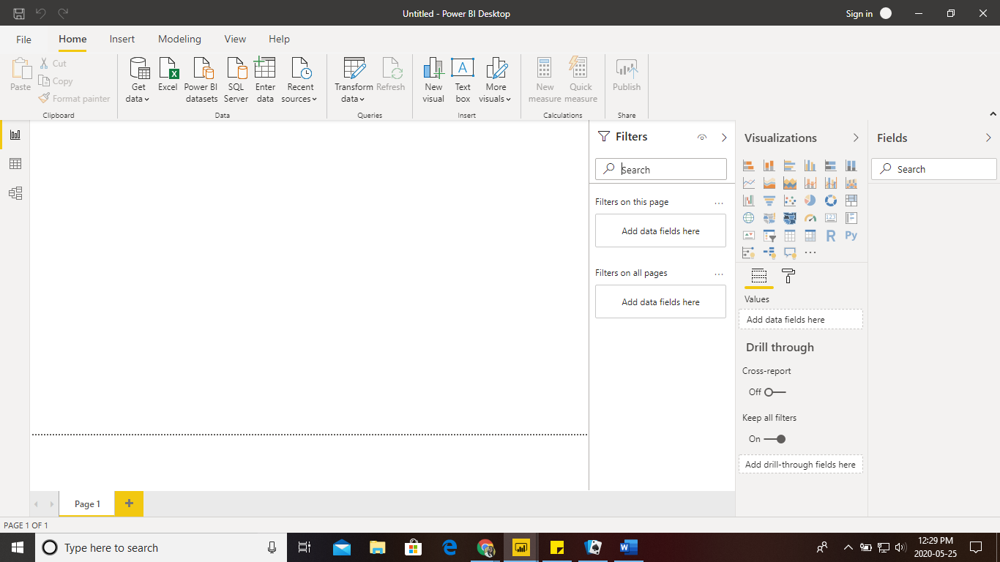 Untitled - Power BI Desktop
Sign in
File
Home
Insert
Modeling
View
Help
Paste
Cut
Copy
Format painter
Clipboard
Get data
Excel
Power BI datasets
SQL Server
Enter data
Recent sources
Data
Transform data
Refresh
Queries
New visual
Text box
More visuals
Insert
New measure
Quick measure
Calculations
Publish
Share
Filters
Search
Filters on this page
...
Add data fields here
Filters on all pages
...
Add data fields here
Visualizations
123
R
Py
...
Values
Add data fields here
Drill through
Cross-report
Off
Keep all filters
On
Add drill-through fields here
Fields
Search
Page 1
PAGE 1 OF 1
Type here to search
12:29 PM
2020-05-25